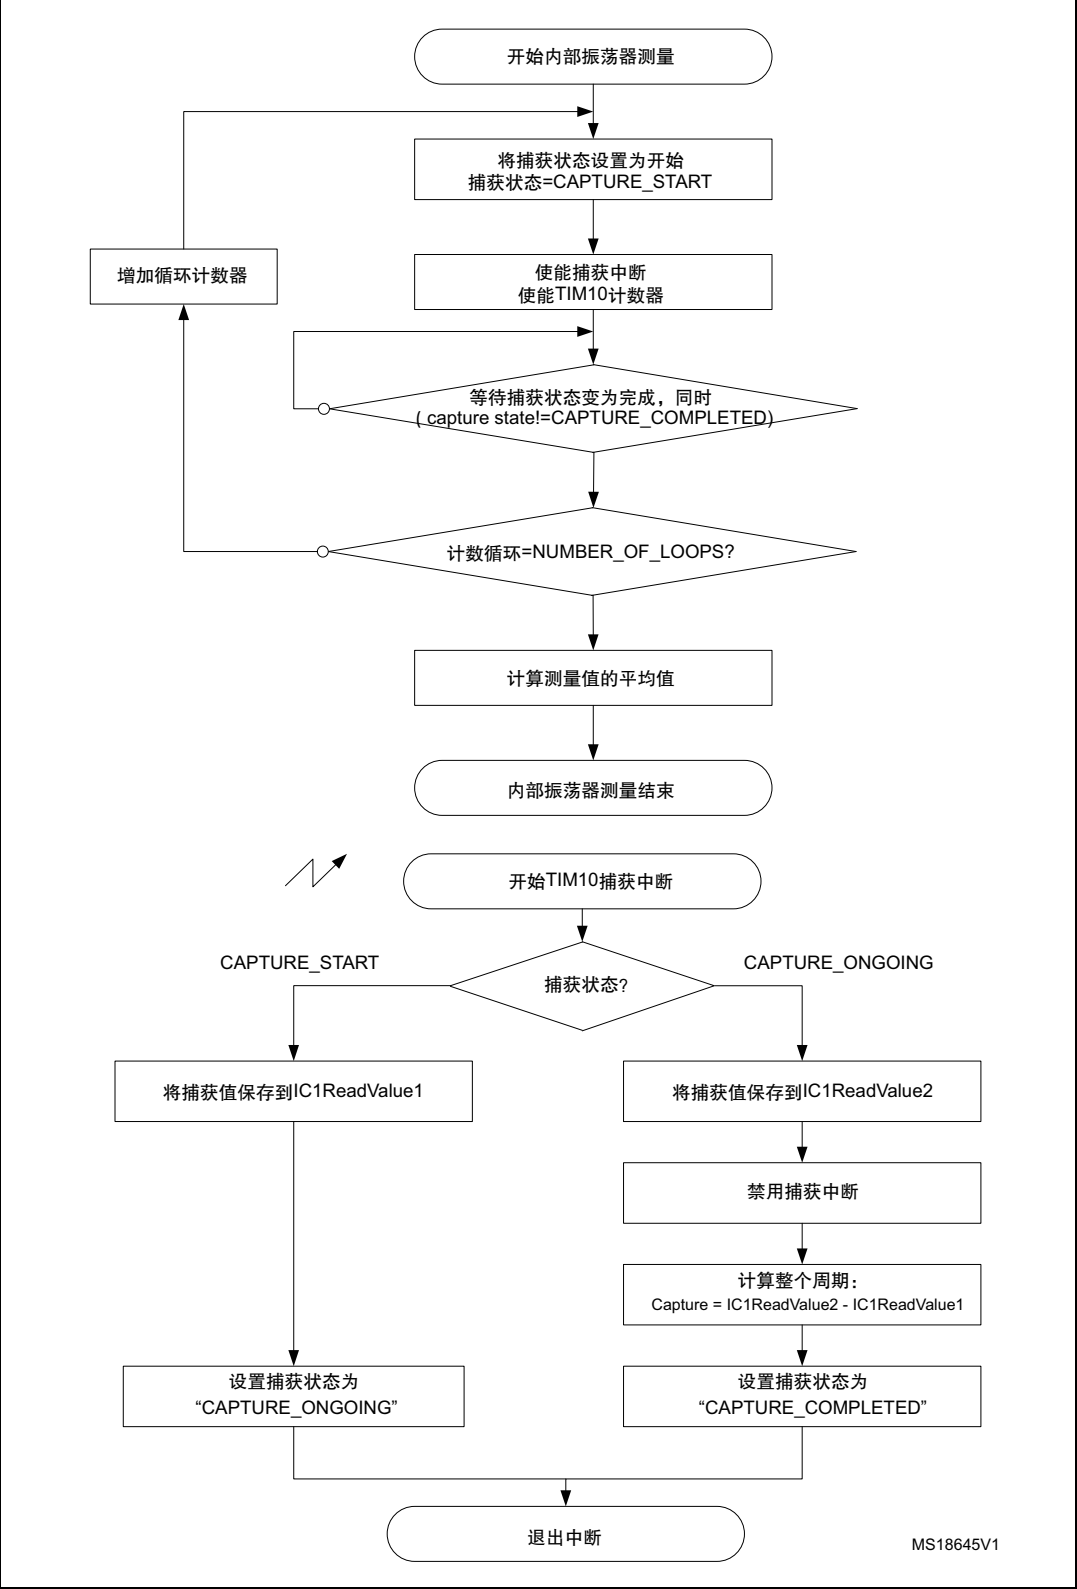 开始内部振荡器测量
将捕获状态设置为开始
捕获状态=CAPTURE_START
增加循环计数器
使能捕获中断
使能TIM10计数器
等待捕获状态变为完成，同时
( capture state!=CAPTURE_COMPLETED)
计数循环=NUMBER_OF_LOOPS?
计算测量值的平均值
内部振荡器测量结束
开始TIM10捕获中断
CAPTURE_START
CAPTURE_ONGOING
捕获状态?
将捕获值保存到IC1ReadValue1
将捕获值保存到IC1ReadValue2
禁用捕获中断
计算整个周期：
Capture = IC1ReadValue2 - IC1ReadValue1
设置捕获状态为
“CAPTURE_ONGOING”
设置捕获状态为
“CAPTURE_COMPLETED”
退出中断
MS18645V1